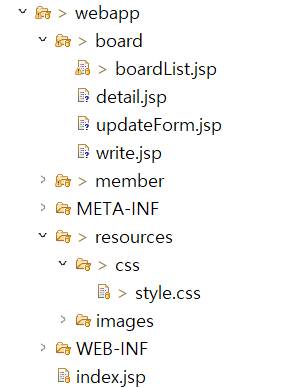 > webapp
board
> boardList.jsp
detail.jsp
updateForm.jsp
write.jsp
> member
META-INF
> resources
> css
> style.css
images
WEB-INF
index.jsp